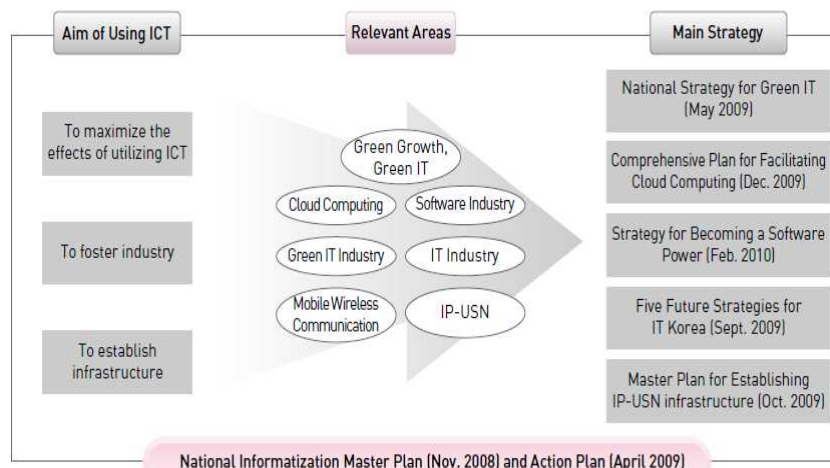 Aim of Using ICT
Relevant Areas
Main Strategy
To maximize the
effects of utilizing ICT
To foster industry
To establish
infrastructure
Green Growth,
Green IT
Cloud Computing
Software Industry
Green IT Industry
IT Industry
Mobile Wireless
Communication
IP-USN
National Strategy for Green IT
(May 2009)
Comprehensive Plan for Facilitating
Cloud Computing (Dec. 2009)
Strategy for Becoming a Software
Power (Feb. 2010)
Five Future Strategies for
IT Korea (Sept. 2009)
Master Plan for Establishing
IP-USN infrastructure (Oct. 2009)
National Informatization Master Plan (Nov. 2008) and Action Plan (April 2009)